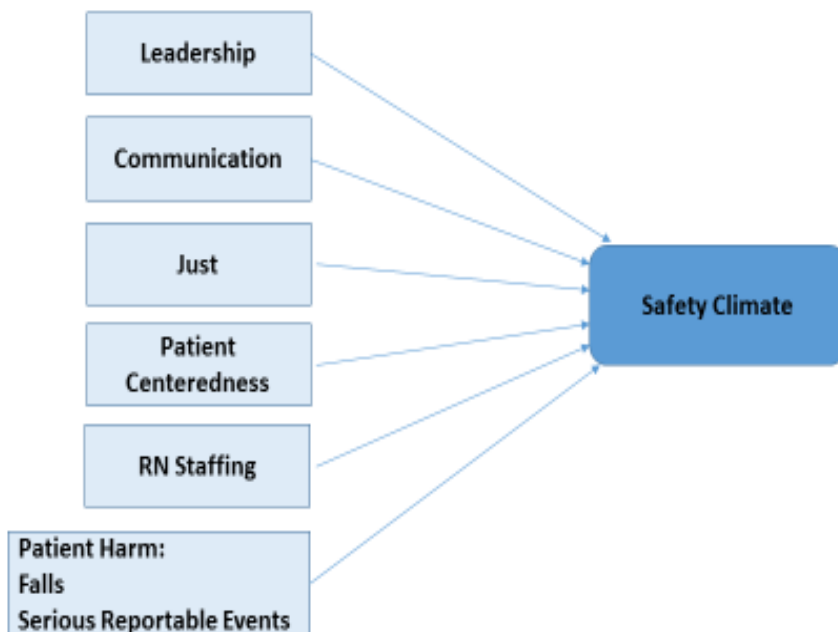 Leadership
Communication
Just
Patient
Centeredness
RN Staffing
Patient Harm:
Falls
Serious Reportable Events
Safety Climate